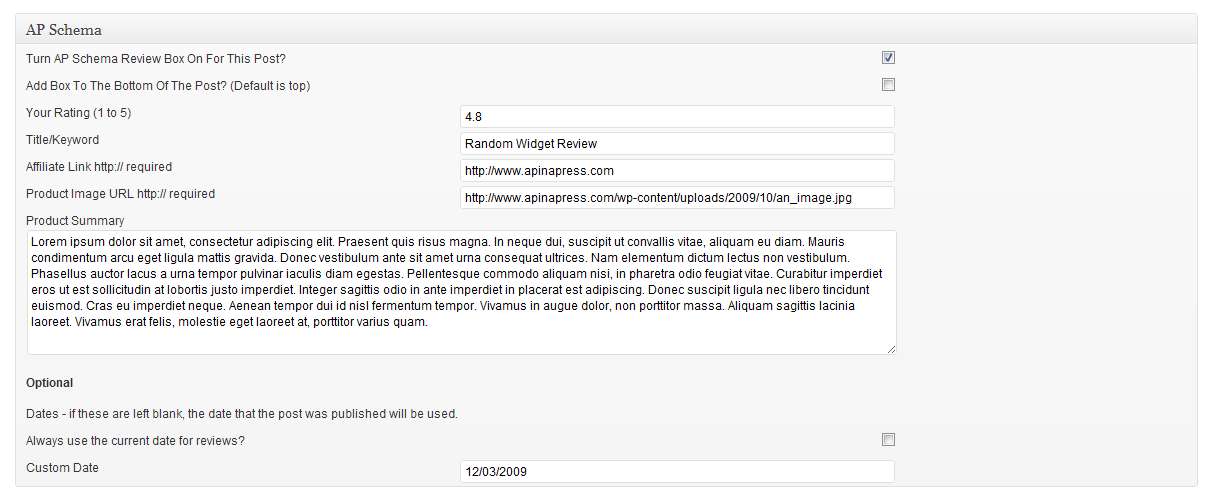 AP Schema
Turn AP Schema Review Box On For This Post?
Add Box To The Bottom Of The Post? (Default is top)
Your Rating (1 to 5) 4.8
Title/Keyword Random Widget Review
Affiliate Link http:// required http://www.apinapress.com
Product Image URL http:// required http://www.apinapress.com/wp-content/uploads/2009/10/an_image.jpg
Product Summary
Lorem ipsum dolor sit amet, consectetur adipiscing elit. Praesent quis risus magna. In neque dui, suscipit ut convallis vitae, aliquam eu diam. Mauris
condimentum arcu eget ligula mattis gravida. Donec vestibulum ante sit amet urna consequat ultrices. Nam elementum dictum lectus non vestibulum.
Phasellus auctor lacus a urna tempor pulvinar iaculis diam egestas. Pellentesque commodo aliquam nisi, in pharetra odio feugiat vitae. Curabitur imperdiet
eros ut est sollicitudin at lobortis justo imperdiet. Integer sagittis odio in ante imperdiet in placerat est adipiscing. Donec suscipit ligula nec libero tincidunt
euismod. Cras eu imperdiet neque. Aenean tempor dui id nisl fermentum tempor. Vivamus in augue dolor, non porttitor massa. Aliquam sagittis lacinia
laoreet. Vivamus erat felis, molestie eget laoreet at, porttitor varius quam.
Optional
Dates - if these are left blank, the date that the post was published will be used.
Always use the current date for reviews?
Custom Date 12/03/2009